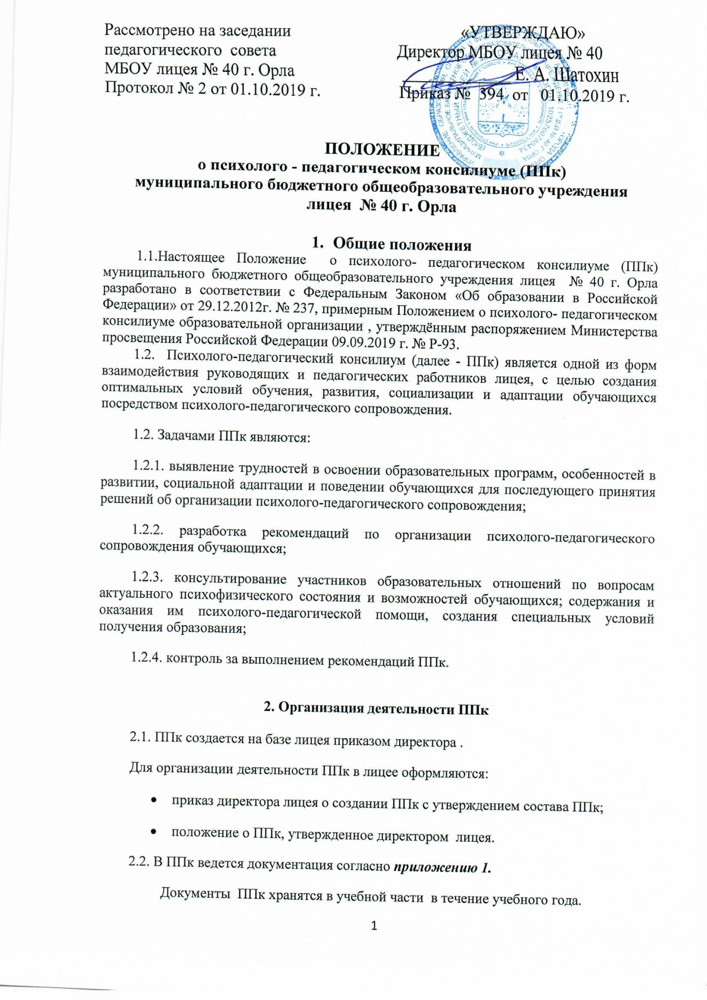 Рассмотрено на заседании
педагогического совета
МБОУ лицея № 40 г. Орла
Протокол № 2 от 01.10.2019 г.
«УТВЕРЖДАЮ»
Директор МБОУ лицея № 40
Е. А. Шатохин
Приказ № 394 от 01.10.2019 г.
ПОЛОЖЕНИЕ
о психолого - педагогическом консилиуме (ППк)
муниципального бюджетного общеобразовательного учреждения
лицея № 40 г. Орла
1. Общие положения
1.1.Настоящее Положение о психолого- педагогическом консилиуме (ППк)
муниципального бюджетного общеобразовательного учреждения лицея № 40 г. Орла
разработано в соответствии с Федеральным Законом «Об образовании в Российской
Федерации» от 29.12.2012г. № 237, примерным Положением о психолого- педагогическом
консилиуме образовательной организации , утверждённым распоряжением Министерства
просвещения Российской Федерации 09.09.2019 г. № Р-93.
1.2. Психолого-педагогический консилиум (далее - ППк) является одной из форм
взаимодействия руководящих и педагогических работников лицея, с целью создания
оптимальных условий обучения, развития, социализации и адаптации обучающихся
посредством психолого-педагогического сопровождения.
1.2. Задачами ППк являются:
1.2.1. выявление трудностей в освоении образовательных программ, особенностей в
развитии, социальной адаптации и поведении обучающихся для последующего принятия
решений об организации психолого-педагогического сопровождения;
1.2.2. разработка рекомендаций по организации психолого-педагогического
сопровождения обучающихся;
1.2.3. консультирование участников образовательных отношений по вопросам
актуального психофизического состояния и возможностей обучающихся; содержания и
оказания им психолого-педагогической помощи, создания специальных условий
получения образования;
1.2.4. контроль за выполнением рекомендаций ППк.
2. Организация деятельности ППк
2.1. ППк создается на базе лицея приказом директора .
Для организации деятельности ППк в лицее оформляются:
• приказ директора лицея о создании ППк с утверждением состава ППк;
• положение о ППк, утвержденное директором лицея.
2.2. В ППк ведется документация согласно приложению 1.
Документы ППк хранятся в учебной части в течение учебного года.
1